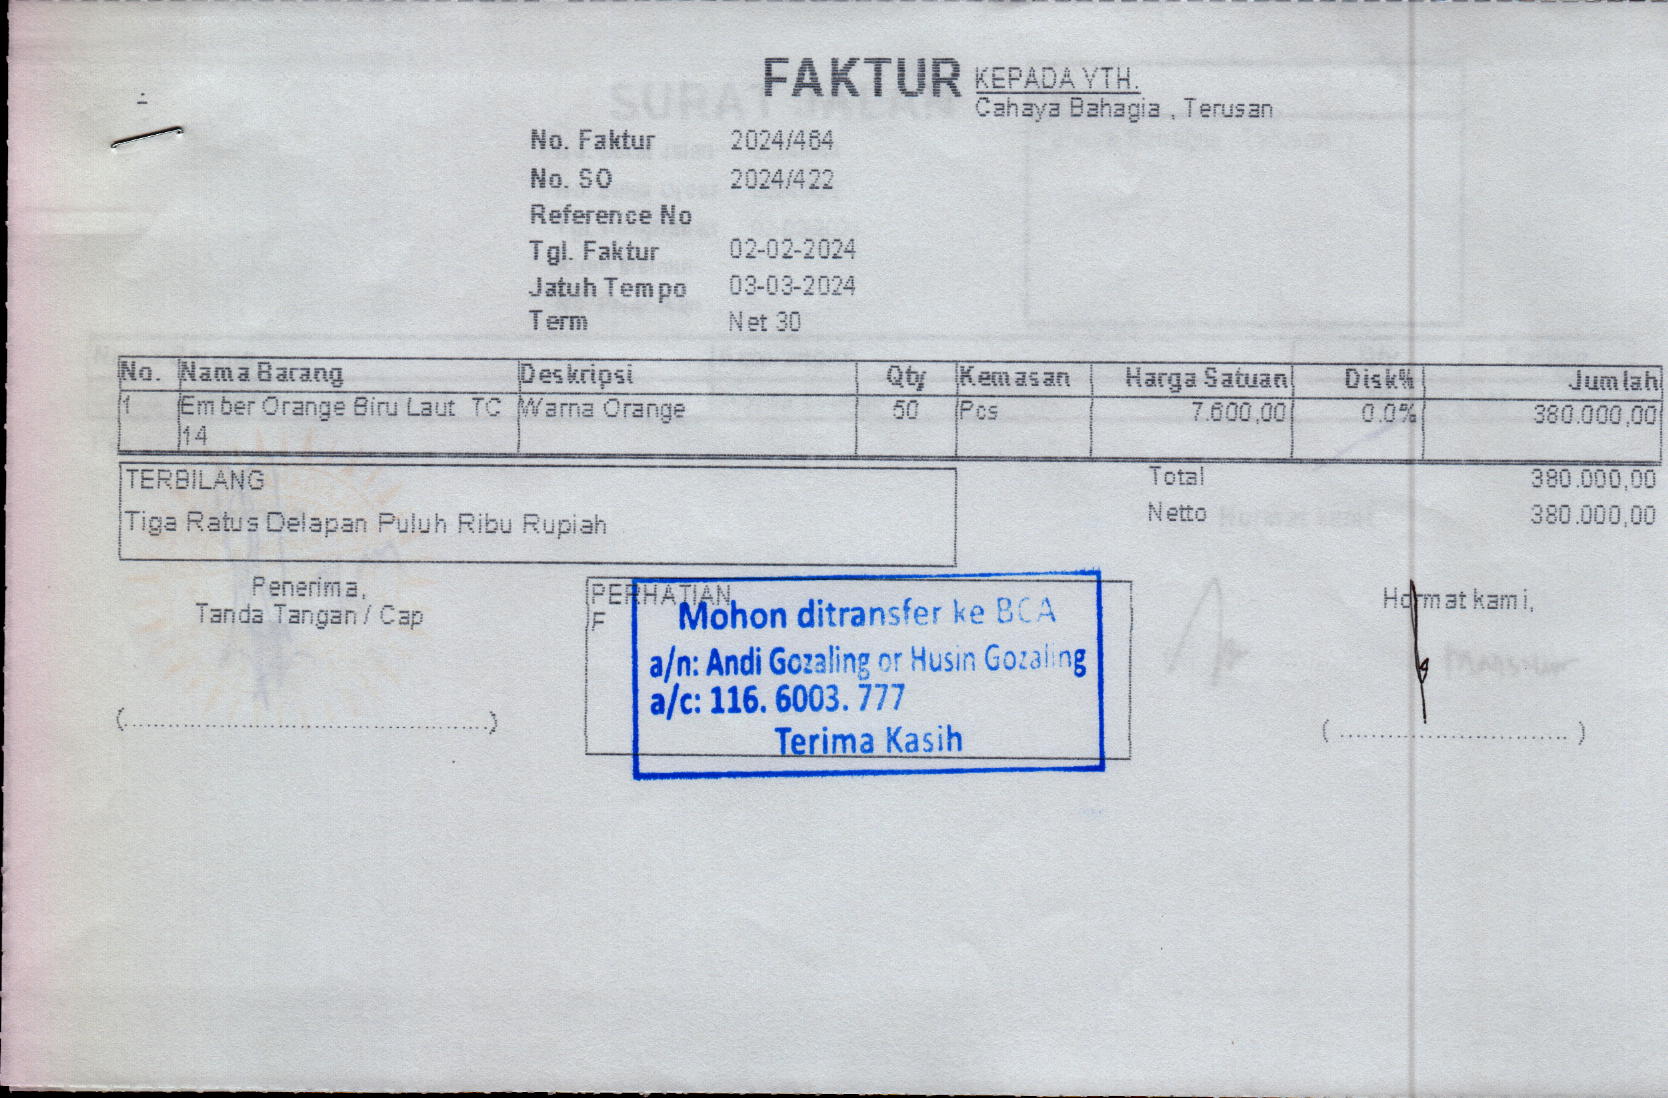 FAKTUR
KEPADA YTH.
Cahaya Bahagia , Terusan
No. Faktur 2024/464
No. SO 2024/422
Reference No
Tgl. Faktur 02-02-2024
Jatuh Tempo 03-03-2024
Term Net 30
No. Nama Barang Deskripsi Qty Kemasan Harga Satuan Disk% Jumlah
1 Ember Orange Biru Laut TC Warna Orange 50 Pcs 7.600,00 0.0% 380.000,00
14
TERBILANG
Tiga Ratus Delapan Puluh Ribu Rupiah
Total 380.000,00
Netto 380.000,00
Penerima,
Tanda Tangan / Cap
PERHATIAN
F
Mohon ditransfer ke BCA
a/n: Andi Gozaling or Husin Gozaling
a/c: 116. 6003. 777
Terima Kasih
Hormat kami,
(..........................................)
( ............................. )
SURAT JALAN
Hormat kami